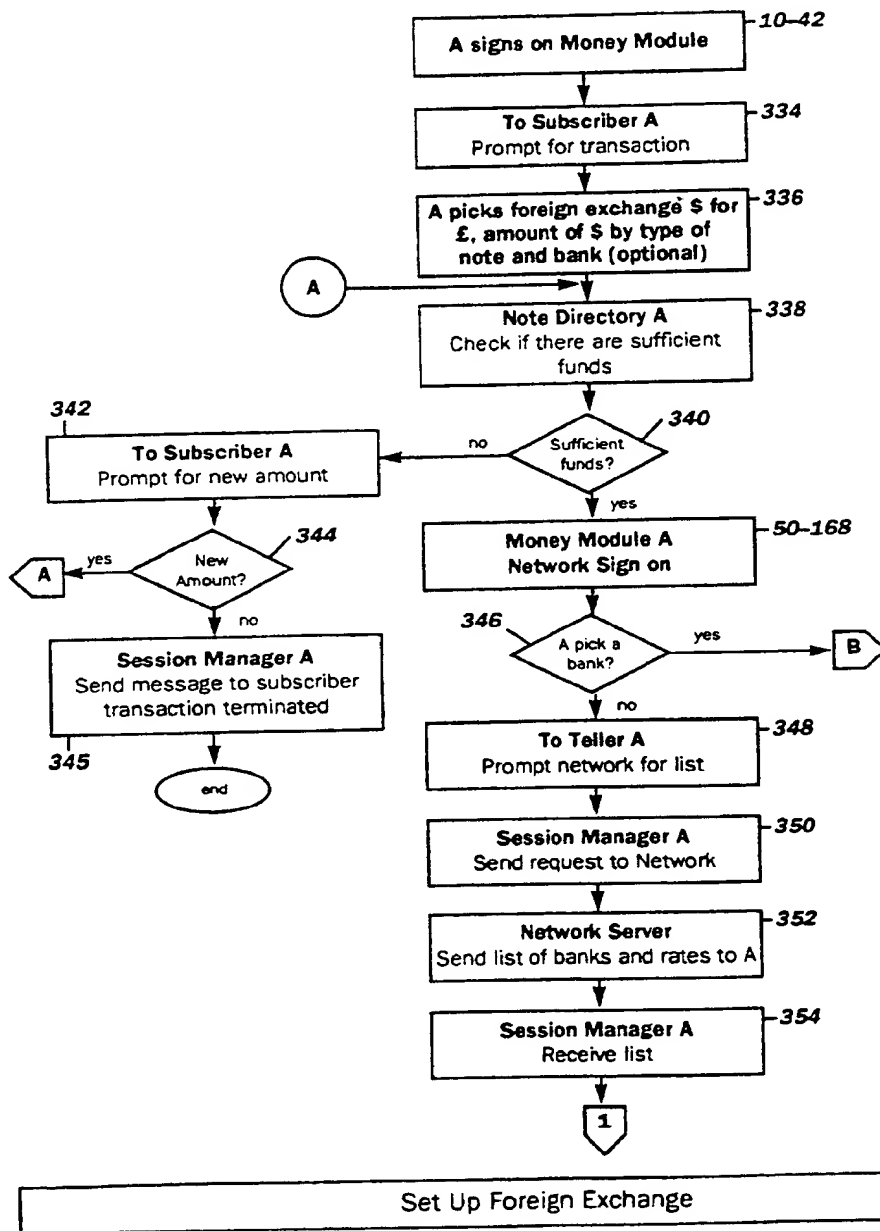 10-42
A signs on Money Module
334
To Subscriber A
Prompt for transaction
336
A picks foreign exchange $ for
£, amount of $ by type of
note and bank (optional)
A
338
Note Directory A
Check if there are sufficient
funds
342
340
To Subscriber A
Prompt for new amount
no
Sufficient
funds?
yes
344
50-168
Money Module A
Network Sign on
A
yes
New
Amount?
no
346
A pick a
bank?
yes
B
no
Session Manager A
Send message to subscriber
transaction terminated
345
348
To Teller A
Prompt network for list
end
350
Session Manager A
Send request to Network
352
Network Server
Send list of banks and rates to A
354
Session Manager A
Receive list
1
Set Up Foreign Exchange